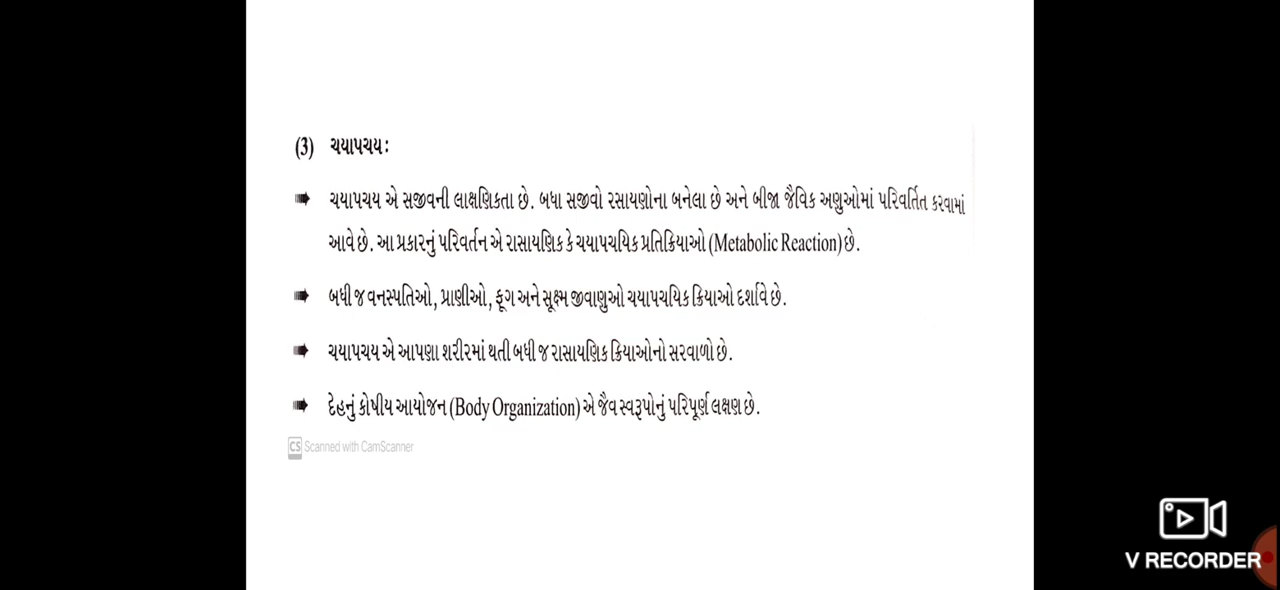 (3) ચયાપચય :
➠ ચયાપચય એ સજીવની લાક્ષણિકતા છે. બધા સજીવો રસાયણોના બનેલા છે અને બીજા જૈવિક અણુઓમાં પરિવર્તિત કરવામાં
આવે છે. આ પ્રકારનું પરિવર્તન એ રાસાયણિક કે ચયાપચયિક પ્રતિક્રિયાઓ (Metabolic Reaction) છે.
➠ બધી જ વનસ્પતિઓ, પ્રાણીઓ, ફૂગ અને સૂક્ષ્મ જીવાણુઓ ચયાપચયિક ક્રિયાઓ દર્શાવે છે.
➠ ચયાપચય એ આપણા શરીરમાં થતી બધી જ રાસાયણિક ક્રિયાઓનો સરવાળો છે.
➠ દેહનું કોષીય આયોજન (Body Organization) એ જૈવ સ્વરૂપોનું પરિપૂર્ણ લક્ષણ છે.
CS Scanned with CamScanner
V RECORDER